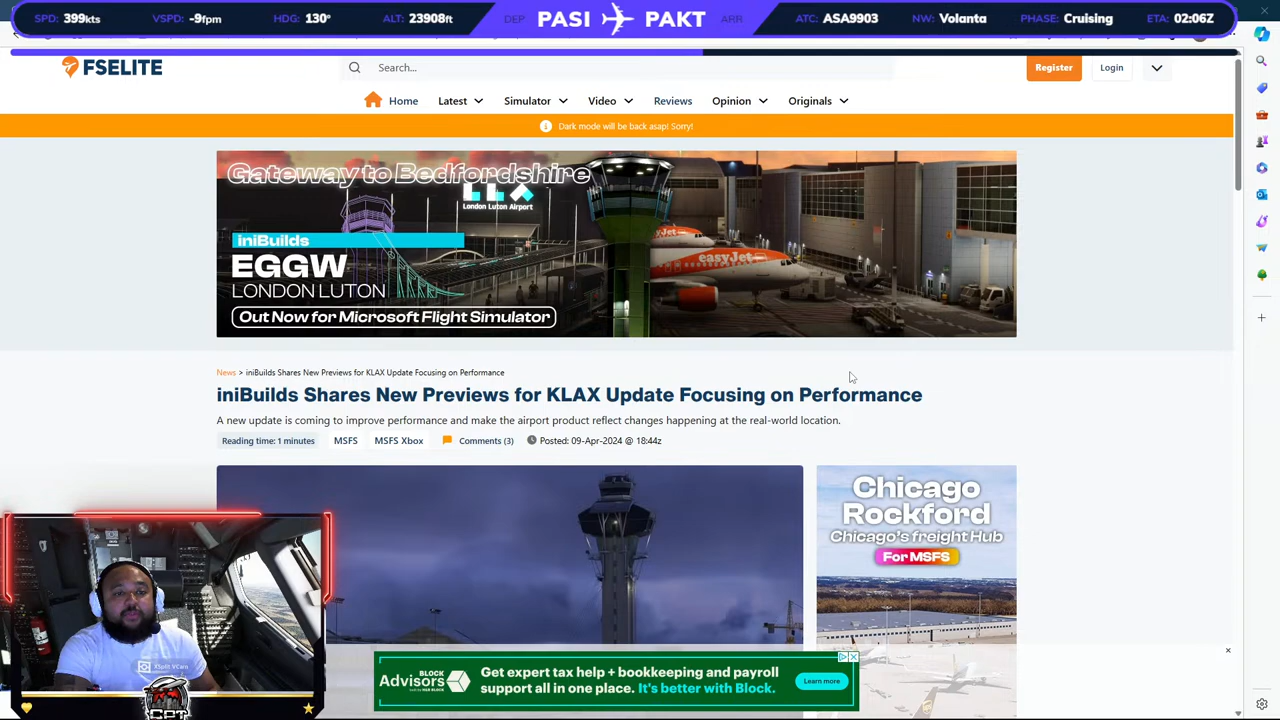 SPD: 399kts VSPD: -9fpm HDG: 130° ALT: 23908ft DEP PASI PAKT ARR ATC: ASA9903 NW: Volanta PHASE: Cruising ETA: 02:06Z
FSELITE Search... Register Login
Home Latest Simulator Video Reviews Opinion Originals
Dark mode will be back asap! Sorry!
Gateway to Bedfordshire
London Luton Airport
iniBuilds
easyJet
EGGW
easyJet
LONDON LUTON
Out Now for Microsoft Flight Simulator
News > iniBuilds Shares New Previews for KLAX Update Focusing on Performance
iniBuilds Shares New Previews for KLAX Update Focusing on Performance
A new update is coming to improve performance and make the airport product reflect changes happening at the real-world location.
Reading time: 1 minutes MSFS MSFS Xbox Comments (3) Posted: 09-Apr-2024 @ 18:44z
Chicago
Rockford
Chicago's freight Hub
For MSFS
XSplit VCam
CPT
BLOCK
Advisors
Get expert tax help + bookkeeping and payroll
support all in one place. It's better with Block.
Learn more